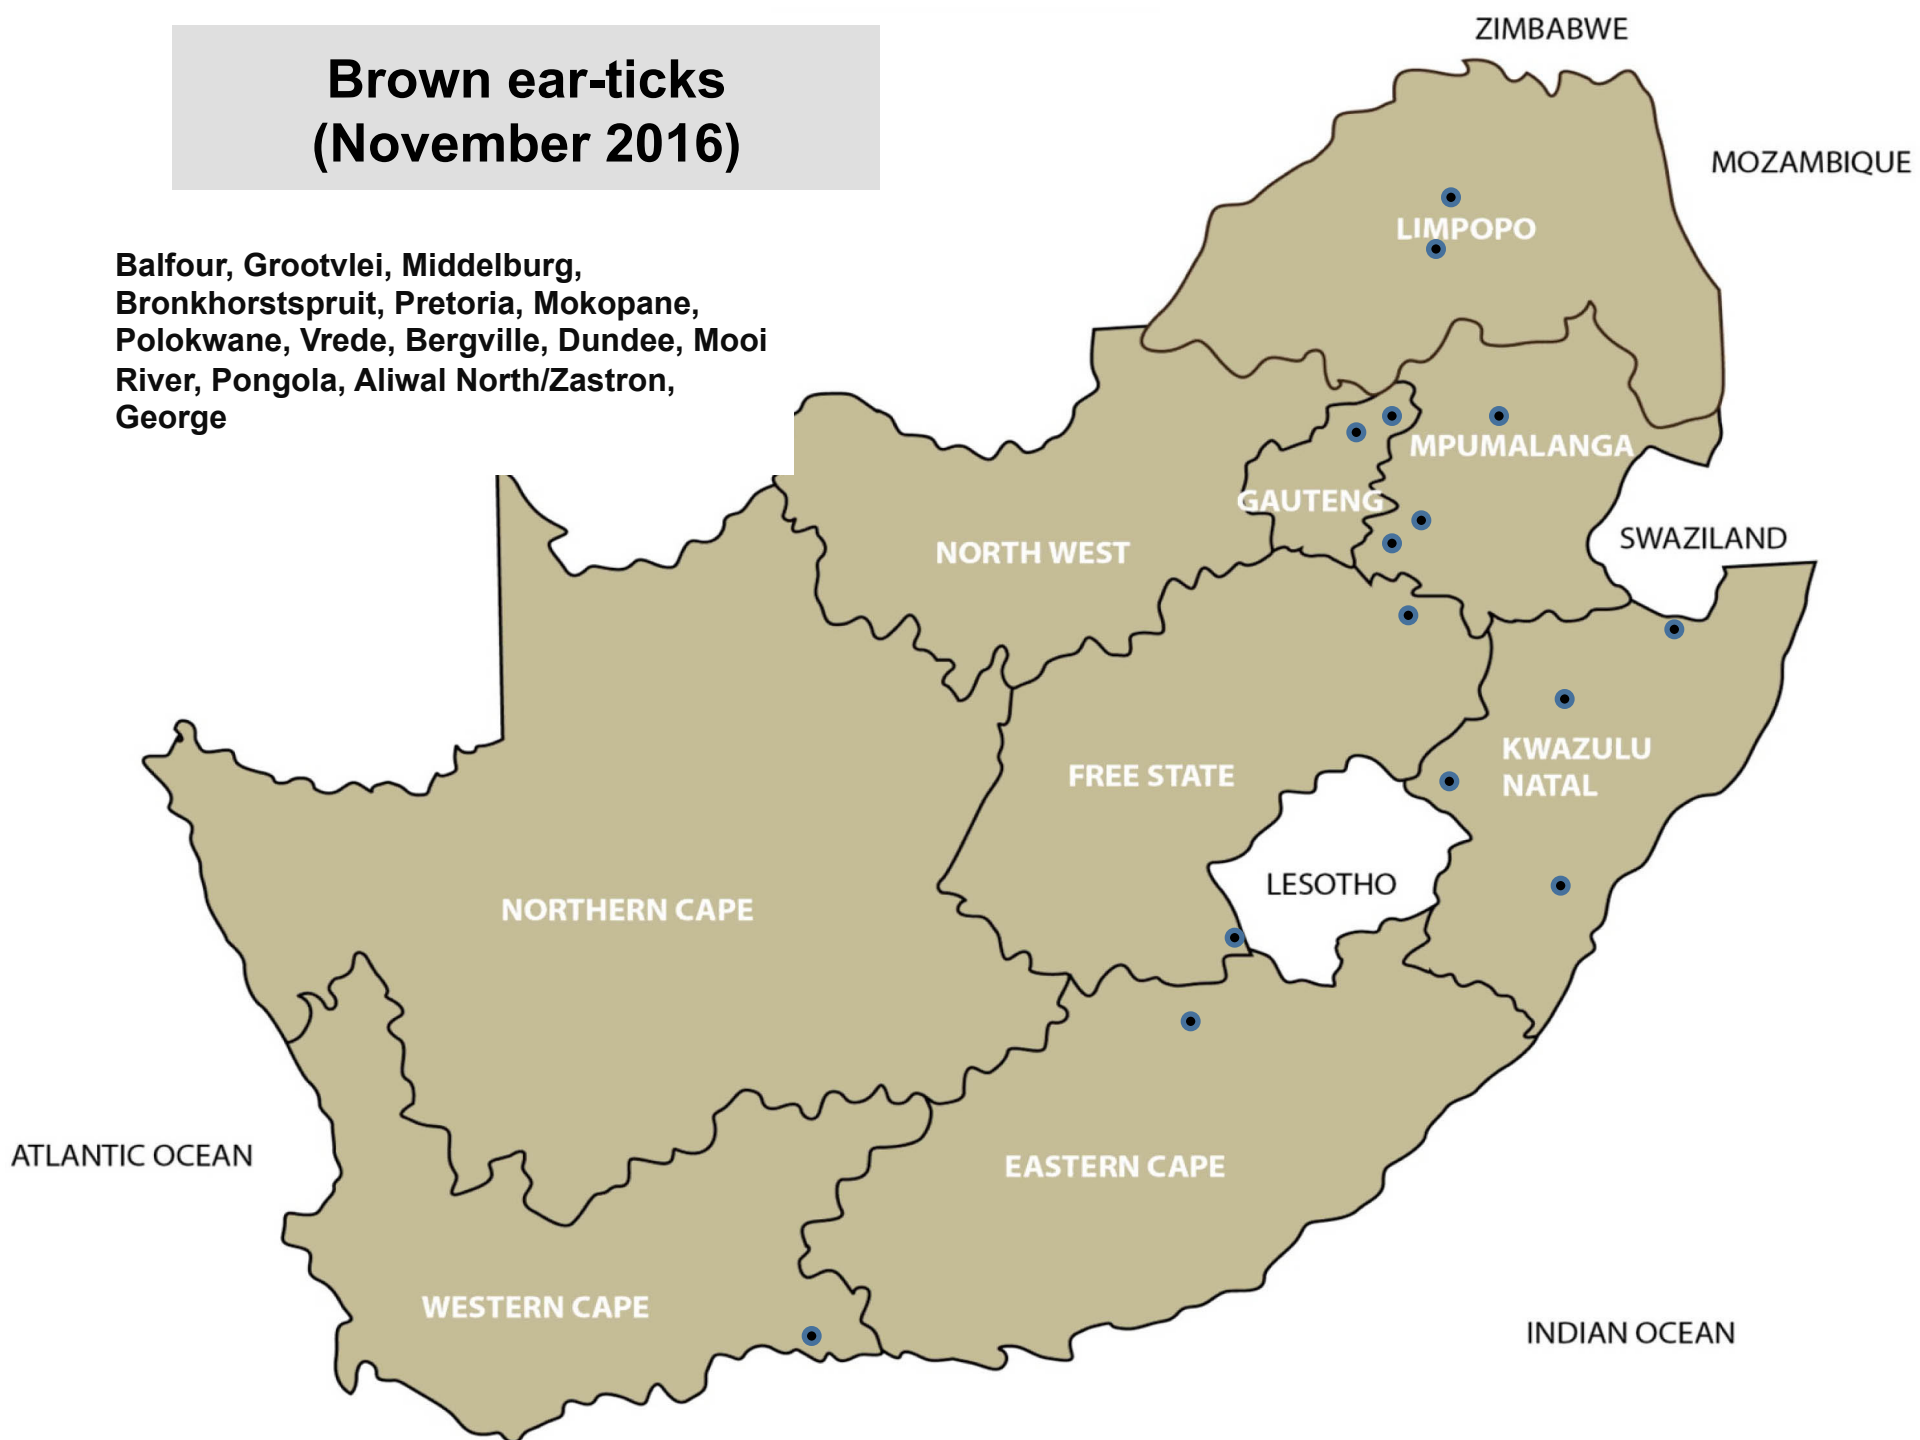 Brown ear-ticks
(November 2016)
Balfour, Grootvlei, Middelburg,
Bronkhorstspruit, Pretoria, Mokopane,
Polokwane, Vrede, Bergville, Dundee, Mooi
River, Pongola, Aliwal North/Zastron,
George
ZIMBABWE
MOZAMBIQUE
LIMPOPO
MPUMALANGA
GAUTENG
SWAZILAND
NORTH WEST
KWAZULU
NATAL
FREE STATE
LESOTHO
NORTHERN CAPE
ATLANTIC OCEAN
EASTERN CAPE
WESTERN CAPE
INDIAN OCEAN